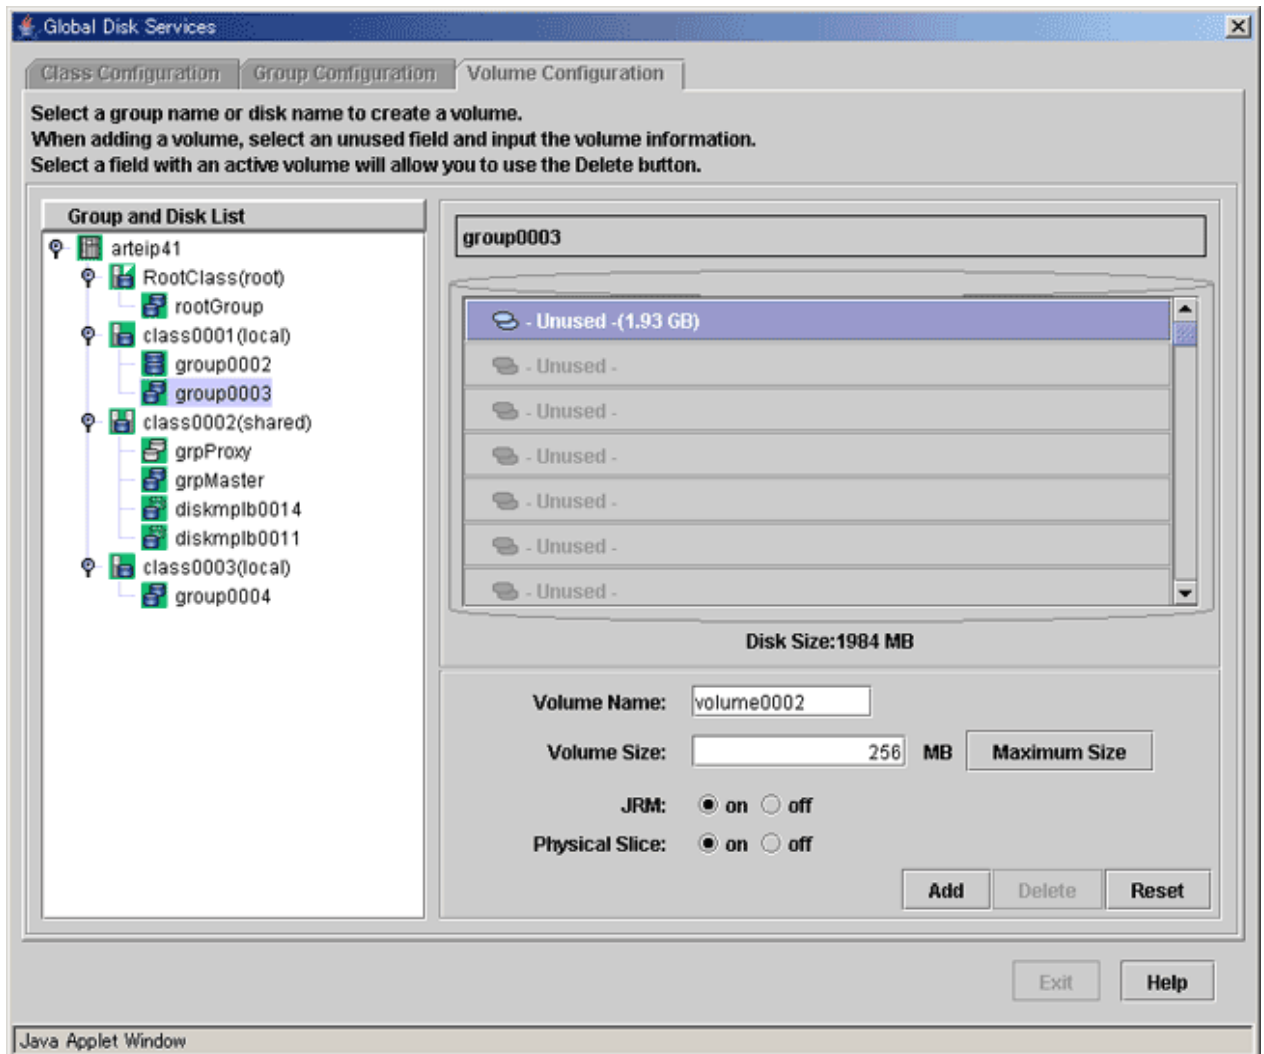 Global Disk Services
Class Configuration
Group Configuration
Volume Configuration
Select a group name or disk name to create a volume.
When adding a volume, select an unused field and input the volume information.
Select a field with an active volume will allow you to use the Delete button.
Group and Disk List
arteip41
RootClass(root)
rootGroup
class0001(local)
group0002
group0003
class0002(shared)
grpProxy
grpMaster
diskmplb0014
diskmplb0011
class0003(local)
group0004
group0003
- Unused -(1.93 GB)
- Unused -
- Unused -
- Unused -
- Unused -
- Unused -
- Unused -
Disk Size:1984 MB
Volume Name: volume0002
Volume Size: 256 MB Maximum Size
JRM: on off
Physical Slice: on off
Add Delete Reset
Exit Help
Java Applet Window